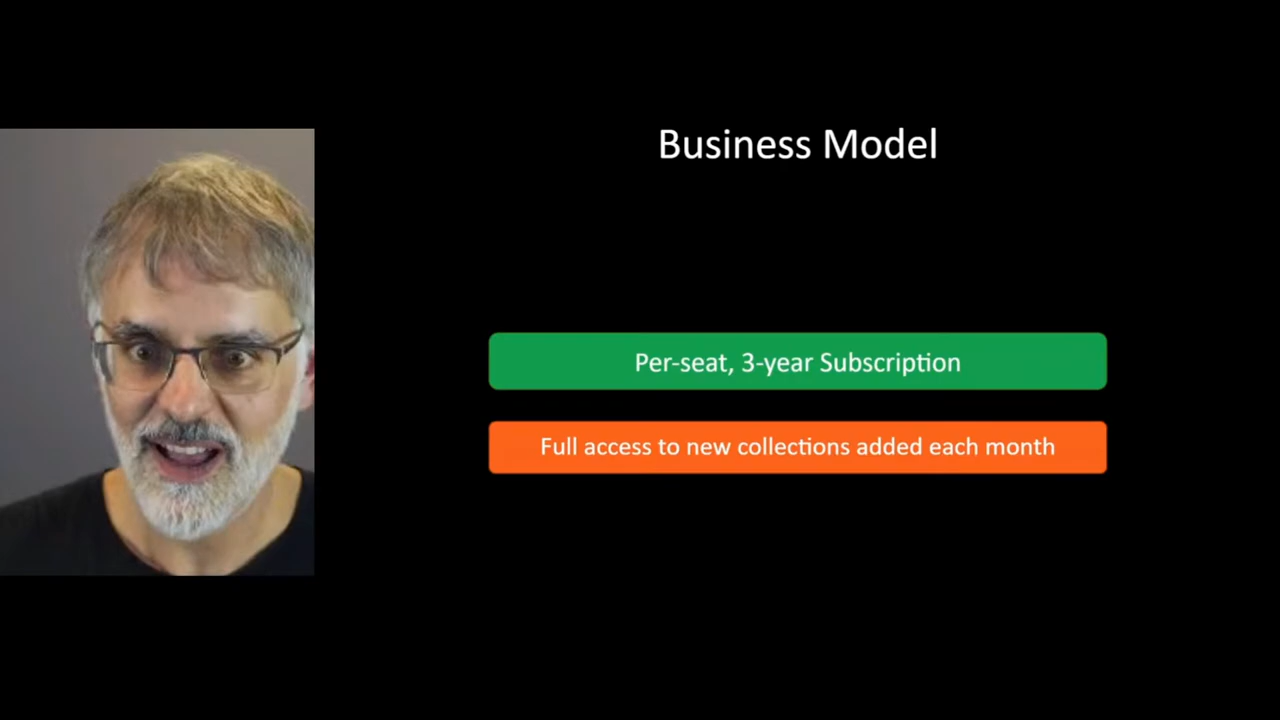 Business Model
Per-seat, 3-year Subscription
Full access to new collections added each month